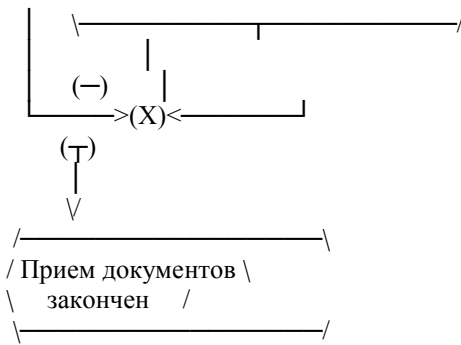 (─)
>(X)<
(┬)
\/
/ Прием документов \
\ закончен /